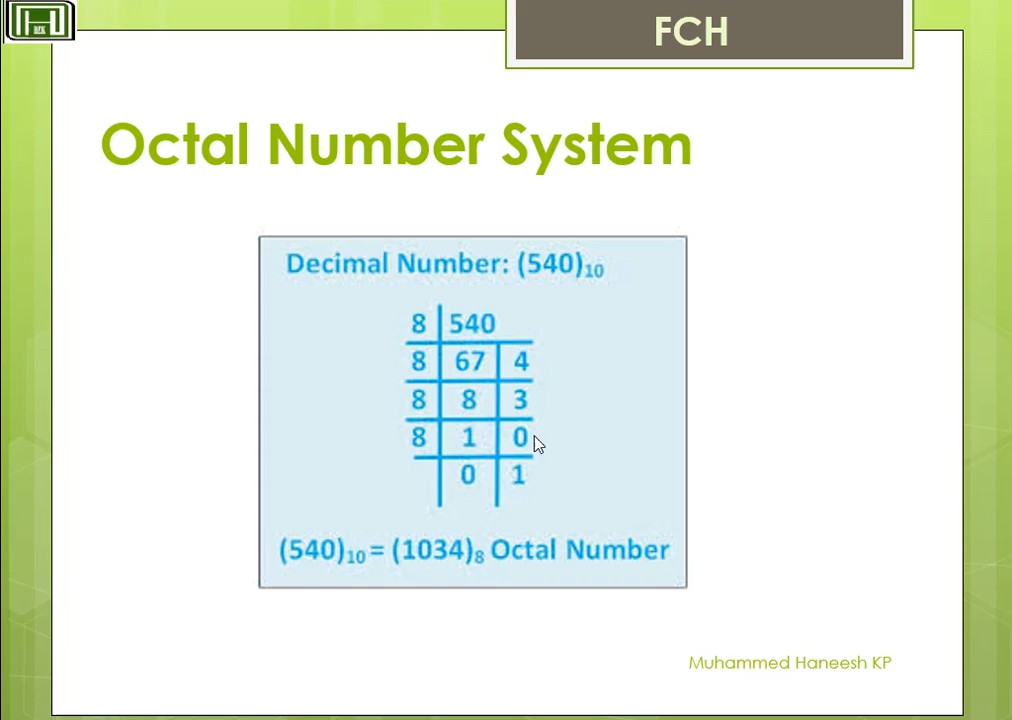 FCH
Octal Number System
Decimal Number: (540)₁₀
8 540
8 67 4
8 8 3
8 1 0
0 1
(540)₁₀ = (1034)₈ Octal Number
Muhammed Haneesh KP